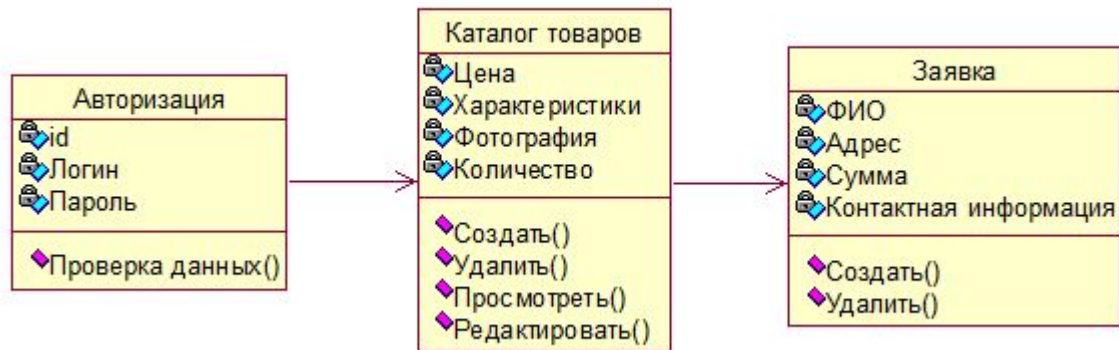 Авторизация
id
Логин
Пароль
Проверка данных()
Каталог товаров
Цена
Характеристики
Фотография
Количество
Создать()
Удалить()
Просмотреть()
Редактировать()
Заявка
ФИО
Адрес
Сумма
Контактная информация
Создать()
Удалить()